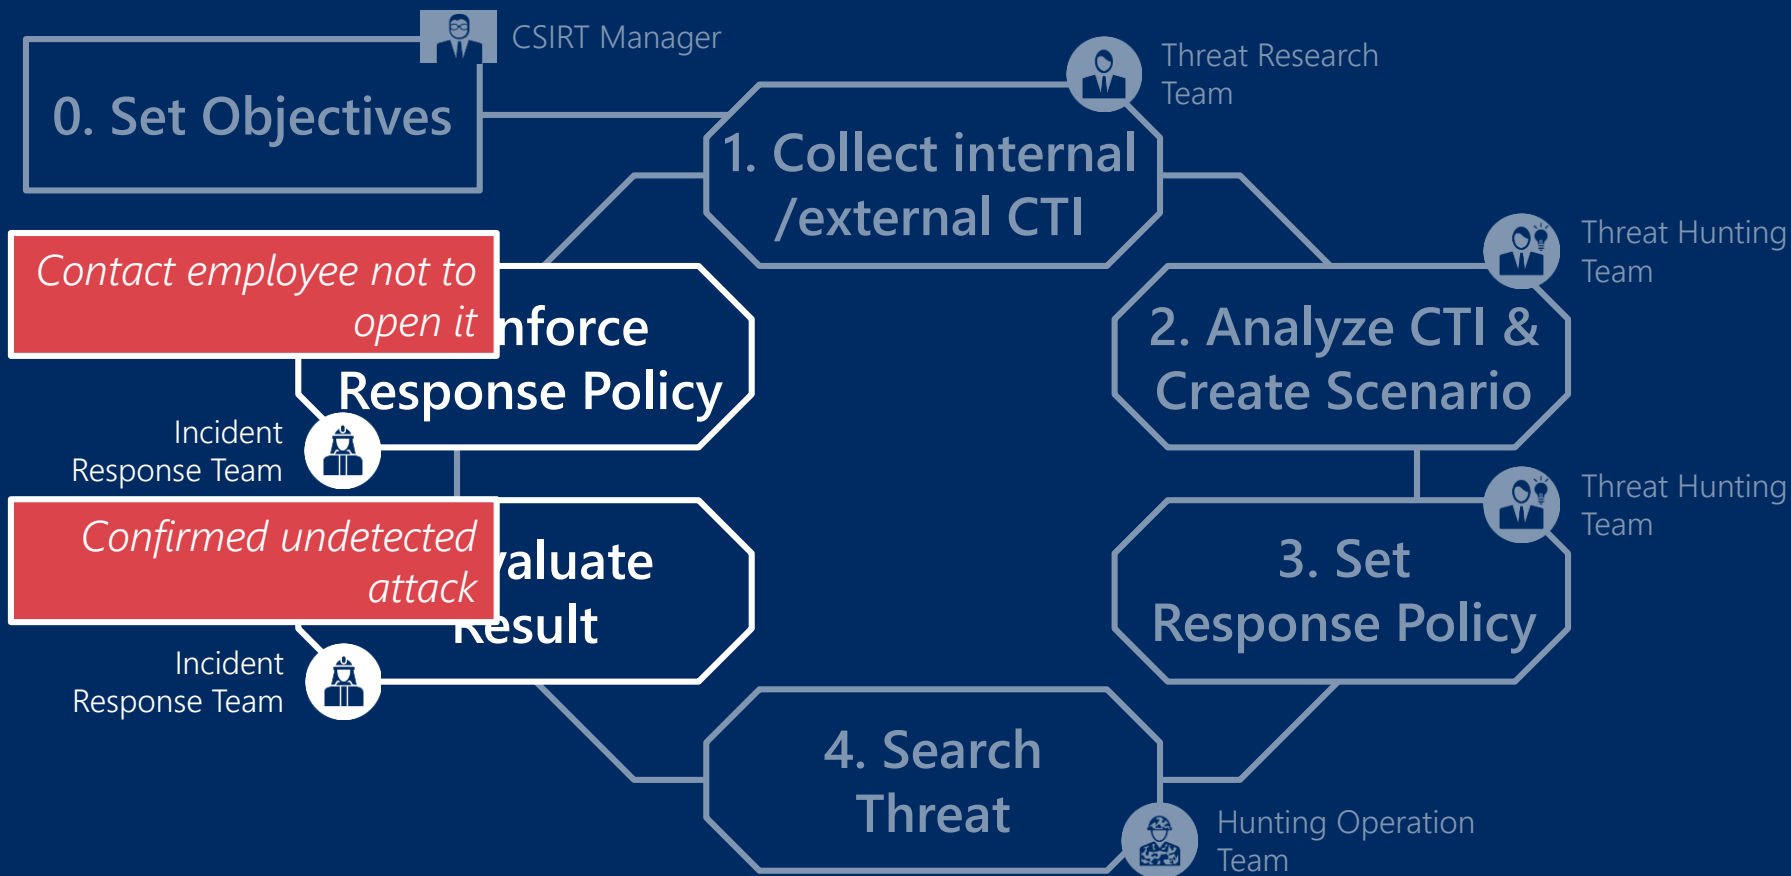 CSIRT Manager
0. Set Objectives
Threat Research
Team
1. Collect internal
/external CTI
Threat Hunting
Team
2. Analyze CTI &
Create Scenario
Contact employee not to
open it
nforce
Response Policy
Incident
Response Team
Threat Hunting
Team
3. Set
Response Policy
Confirmed undetected
attack
valuate
Result
Incident
Response Team
4. Search
Threat
Hunting Operation
Team